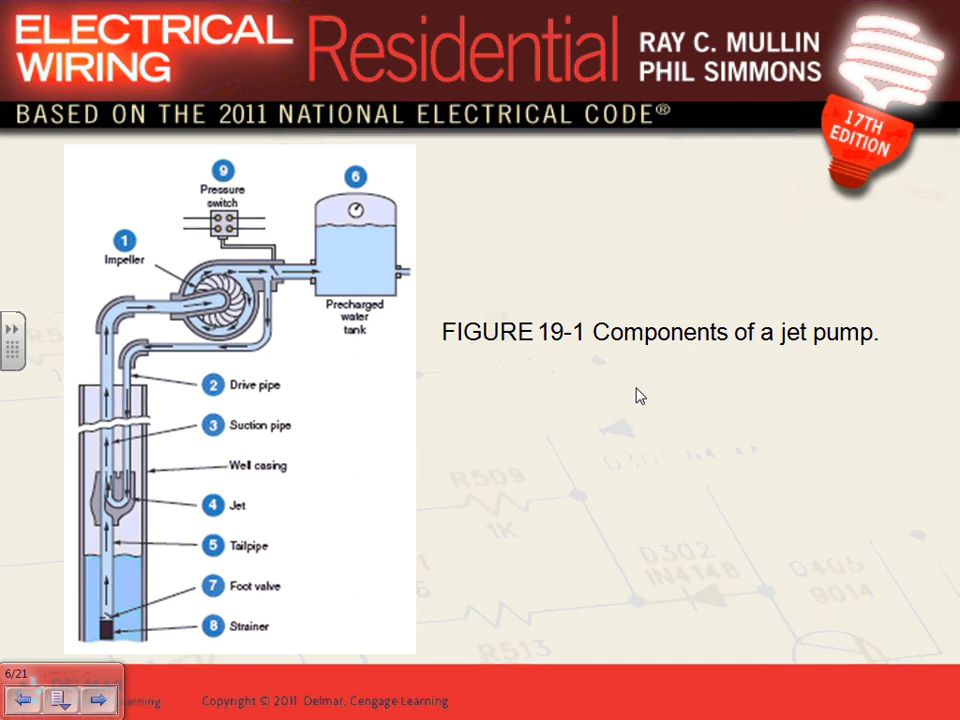 ELECTRICAL
WIRING
Residential
RAY C. MULLIN
PHIL SIMMONS
BASED ON THE 2011 NATIONAL ELECTRICAL CODE®
17TH
EDITION
9
Pressure
switch
6
1
Impeller
Precharged
water
tank
FIGURE 19-1 Components of a jet pump.
2 Drive pipe
3 Suction pipe
Well casing
4 Jet
5 Tailpipe
7 Foot valve
8 Strainer
R509
1K
D302
IN4148
Q405
9014
R513
6/21
Copyright © 2011 Delmar, Cengage Learning